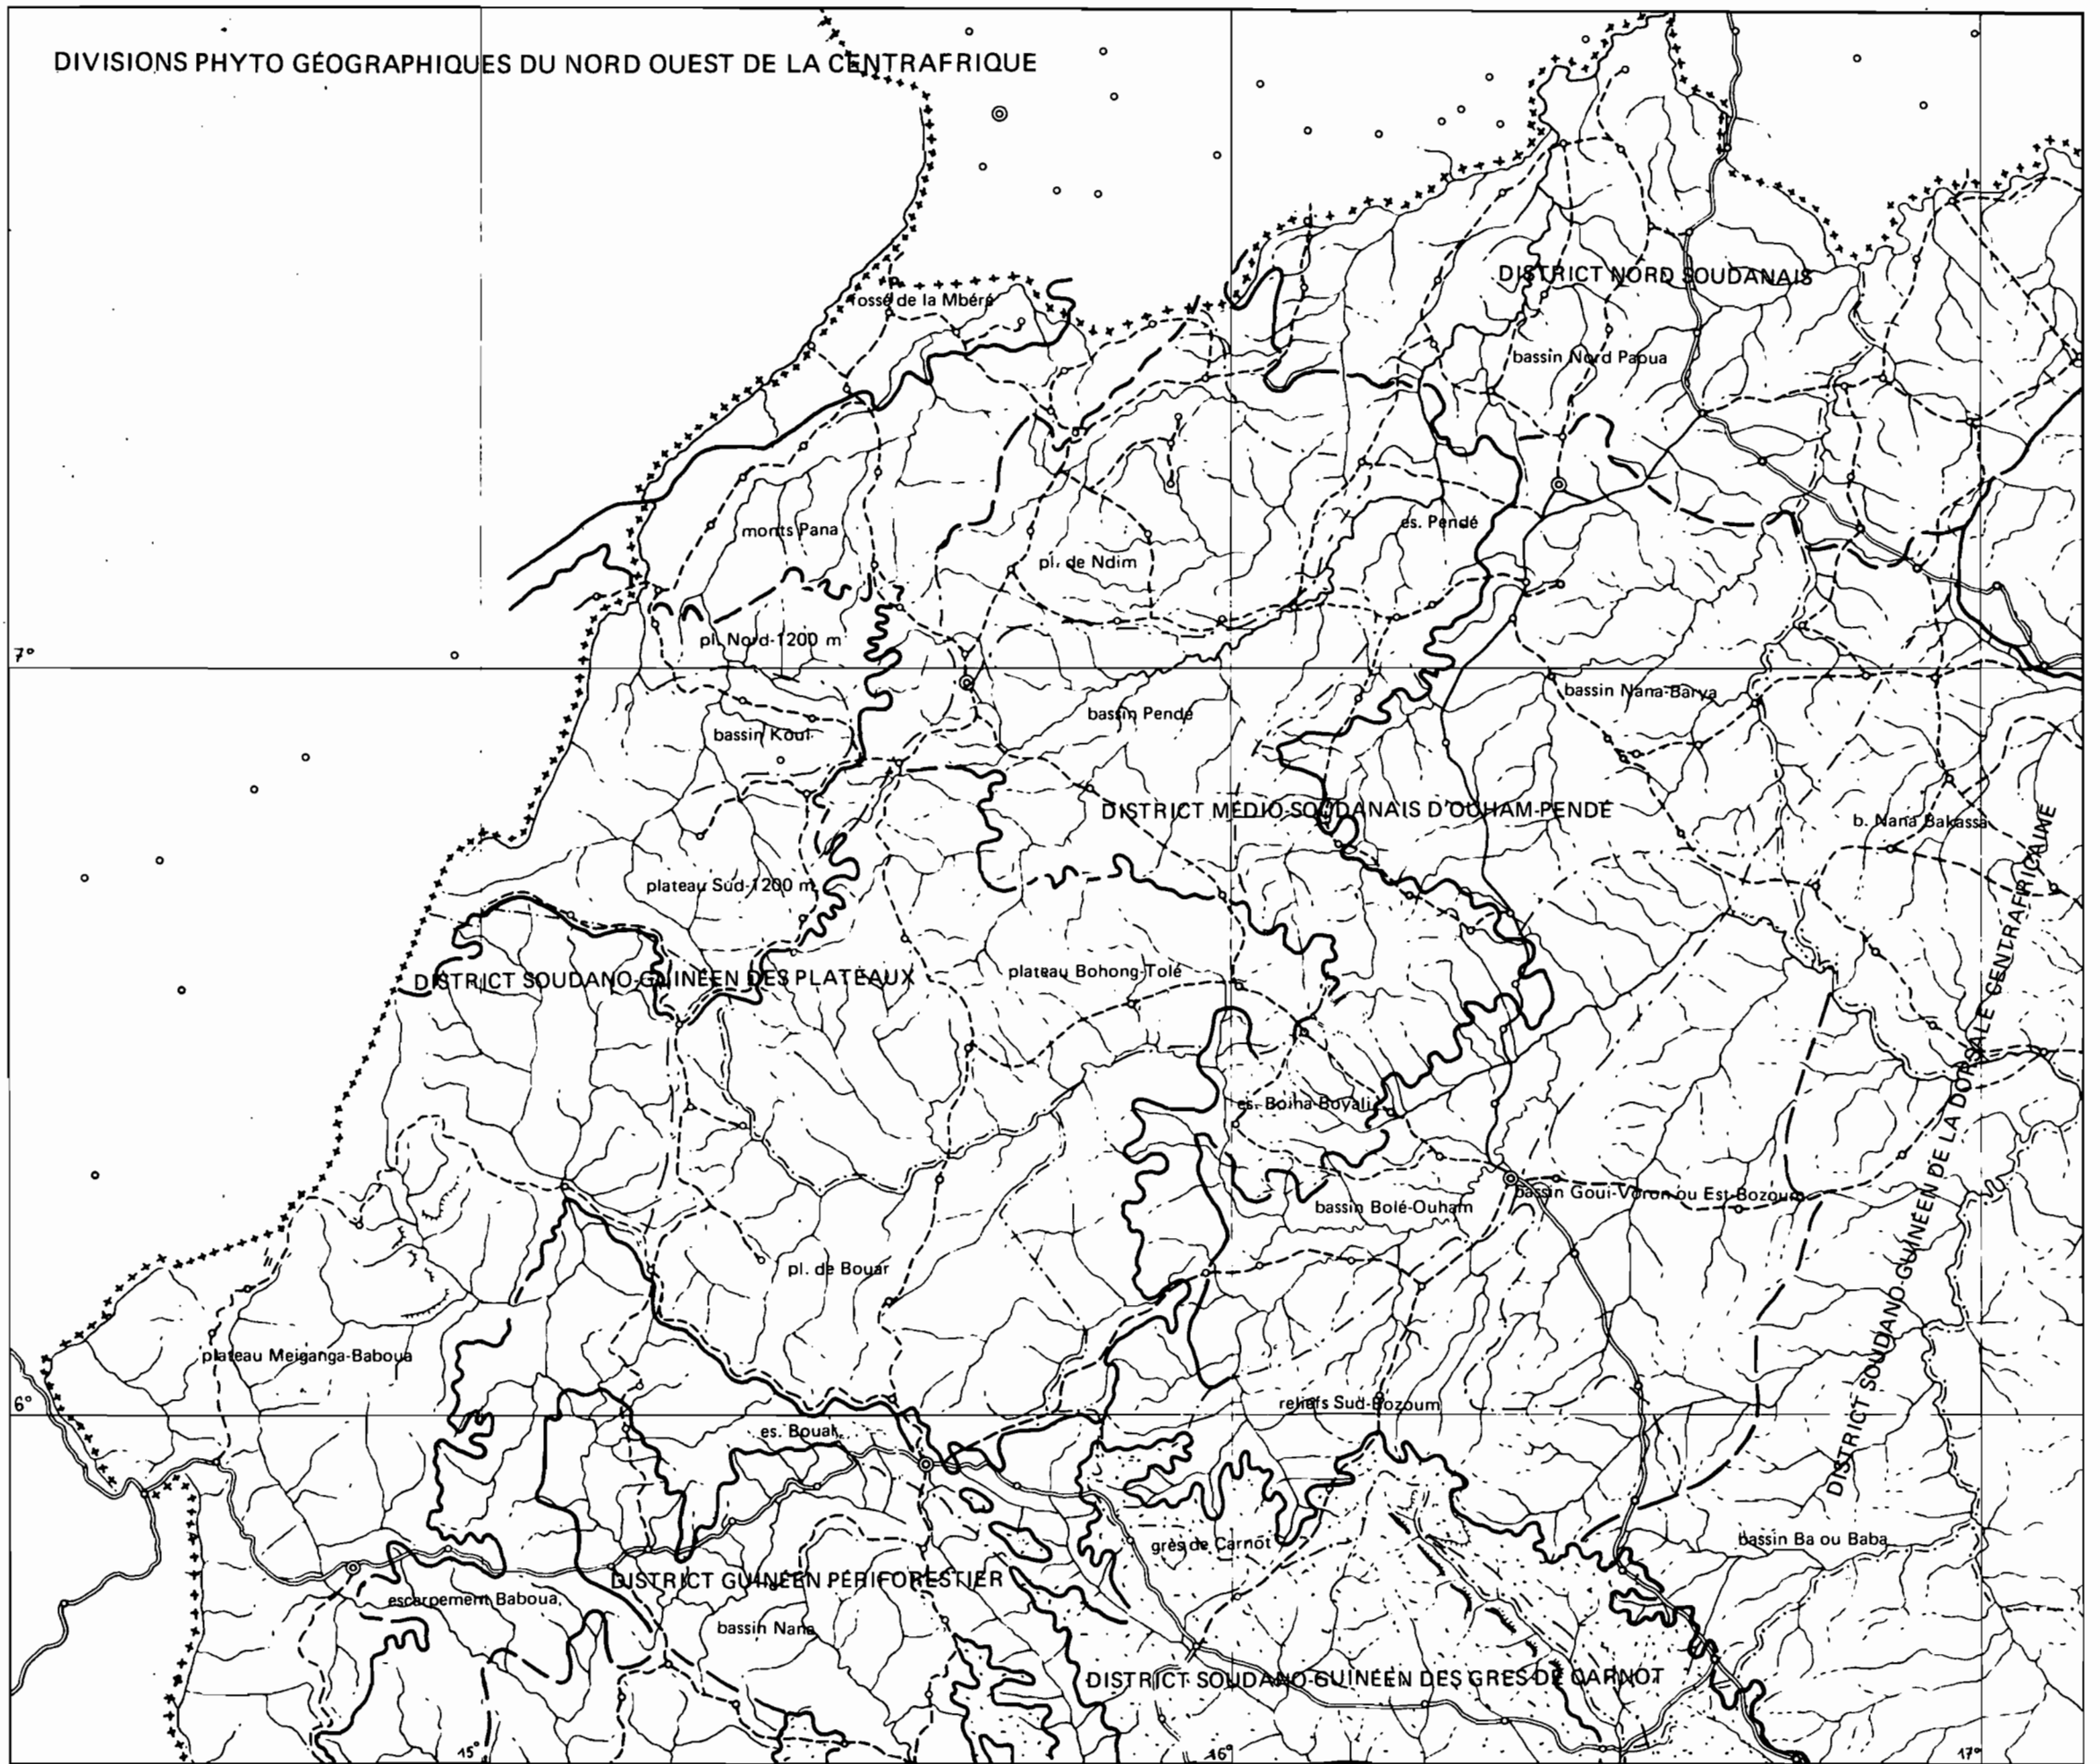 DIVISIONS PHYTO GÉOGRAPHIQUES DU NORD OUEST DE LA CENTRAFRIQUE
DISTRICT NORD SOUDANAIS
fossé de la Mbéré
bassin Nord Paoua
es. Pendé
monts Pana
pl. de Ndim
pl. Nord-1200 m
7°
bassin Nana-Barya
bassin Pendé
bassin Koui
DISTRICT MÉDIO-SOUDANAIS D'OUHAM-PENDÉ
b. Nana Bakassa
plateau Sud-1200 m
plateau Bohong-Tolé
DISTRICT SOUDANO-GUINÉEN DES PLATEAUX
es. Boiha-Boyali
bassin Goui-Voron ou Est-Bozoum
bassin Bolé-Ouham
DISTRICT SOUDANO-GUINÉEN DE LA DORSALE CENTRAFRICAINE
pl. de Bouar
plateau Meiganga-Baboua
6°
reliefs Sud-Bozoum
es. Bouar
grès de Carnot
bassin Ba ou Baba
DISTRICT GUINÉEN PÉRIFORESTIER
escarpement Baboua
bassin Nana
DISTRICT SOUDANO-GUINÉEN DES GRES DE CARNOT
15°
16°
17°